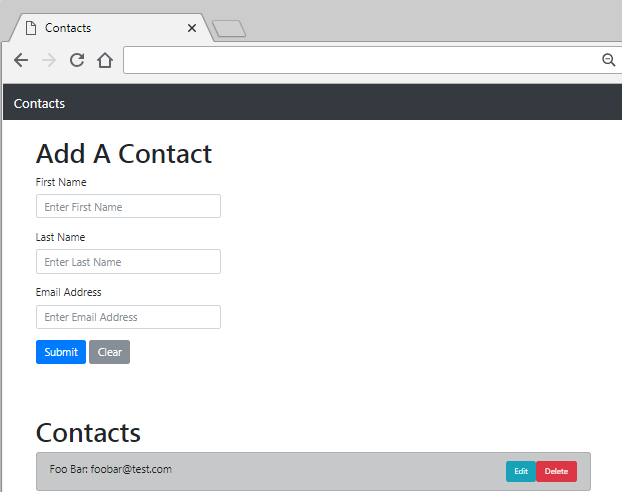 Contacts
Contacts
Add A Contact
First Name
Enter First Name
Last Name
Enter Last Name
Email Address
Enter Email Address
Submit Clear
Contacts
Foo Bar: foobar@test.com Edit Delete